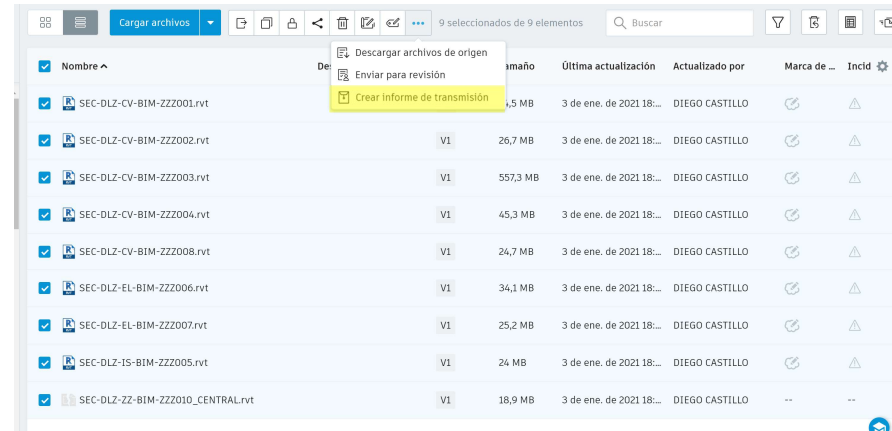 Cargar archivos 9 seleccionados de 9 elementos Buscar
Descargar archivos de origen
Enviar para revisión
Crear informe de transmisión
Nombre Des amaño Última actualización Actualizado por Marca de ... Incid
SEC-DLZ-CV-BIM-ZZZ001.rvt ,5 MB 3 de ene. de 2021 18:... DIEGO CASTILLO
SEC-DLZ-CV-BIM-ZZZ002.rvt V1 26,7 MB 3 de ene. de 2021 18:... DIEGO CASTILLO
SEC-DLZ-CV-BIM-ZZZ003.rvt V1 557,3 MB 3 de ene. de 2021 18:... DIEGO CASTILLO
SEC-DLZ-CV-BIM-ZZZ004.rvt V1 45,3 MB 3 de ene. de 2021 18:... DIEGO CASTILLO
SEC-DLZ-CV-BIM-ZZZ008.rvt V1 24,7 MB 3 de ene. de 2021 18:... DIEGO CASTILLO
SEC-DLZ-EL-BIM-ZZZ006.rvt V1 34,1 MB 3 de ene. de 2021 18:... DIEGO CASTILLO
SEC-DLZ-EL-BIM-ZZZ007.rvt V1 25,2 MB 3 de ene. de 2021 18:... DIEGO CASTILLO
SEC-DLZ-IS-BIM-ZZZ005.rvt V1 24 MB 3 de ene. de 2021 18:... DIEGO CASTILLO
SEC-DLZ-ZZ-BIM-ZZZ010_CENTRAL.rvt V1 18,9 MB 3 de ene. de 2021 18:... DIEGO CASTILLO -- --